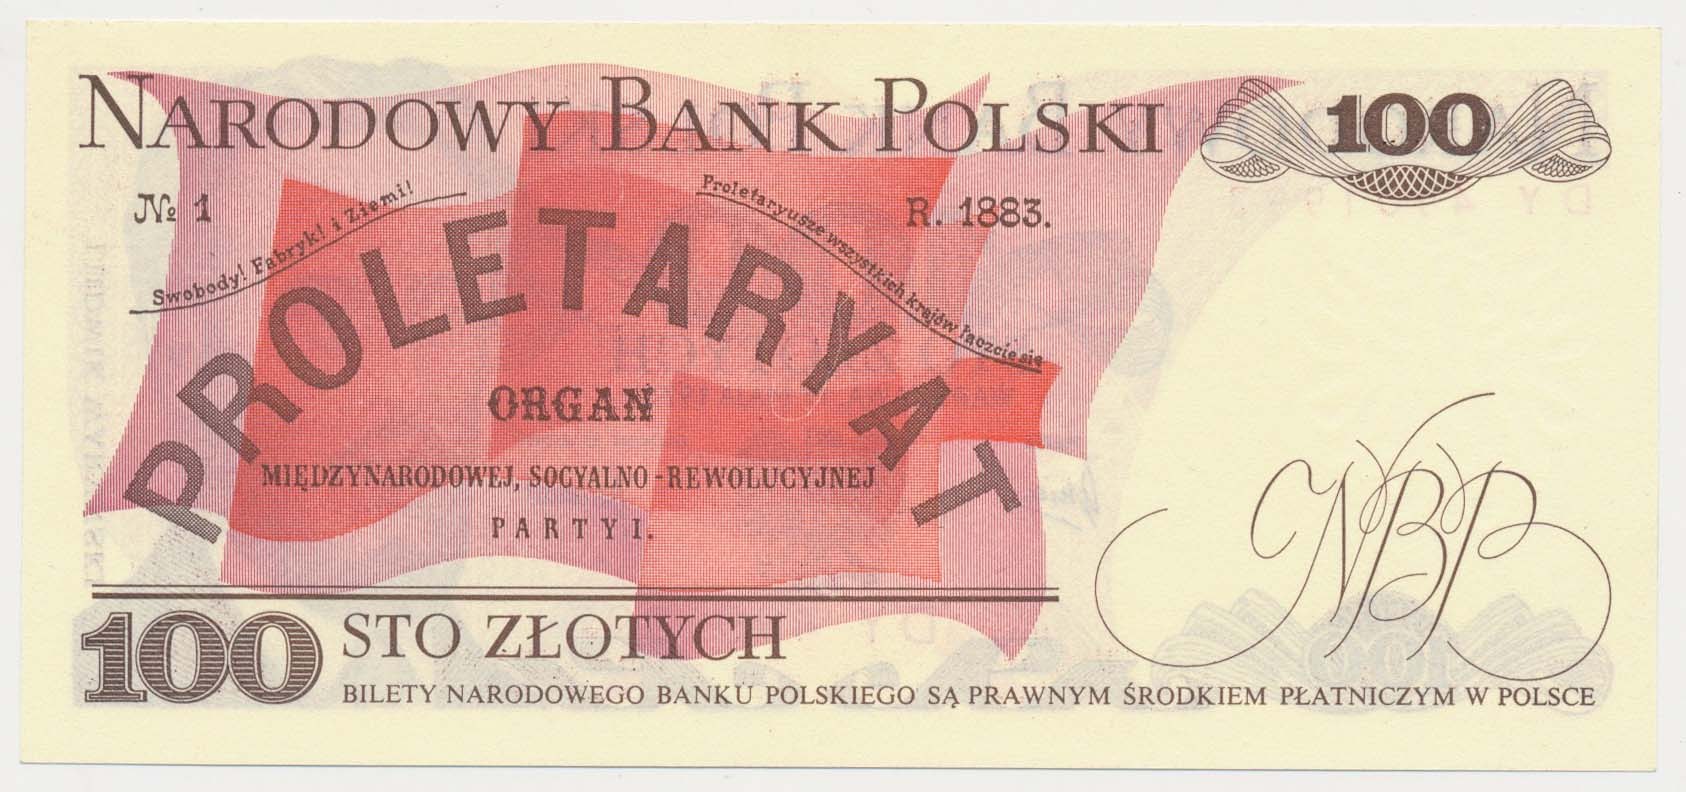 NARODOWY BANK POLSKI
100
№ 1
Swobody! Fabryk! i Ziemi!
Proletaryusze wszystkich krajów łączcie się
R. 1883.
PROLETARYAT
ORGAN
MIĘDZYNARODOWEJ, SOCYALNO-REWOLUCYJNEJ
PARTYI.
NBP
100 STO ZŁOTYCH
BILETY NARODOWEGO BANKU POLSKIEGO SĄ PRAWNYM ŚRODKIEM PŁATNICZYM W POLSCE